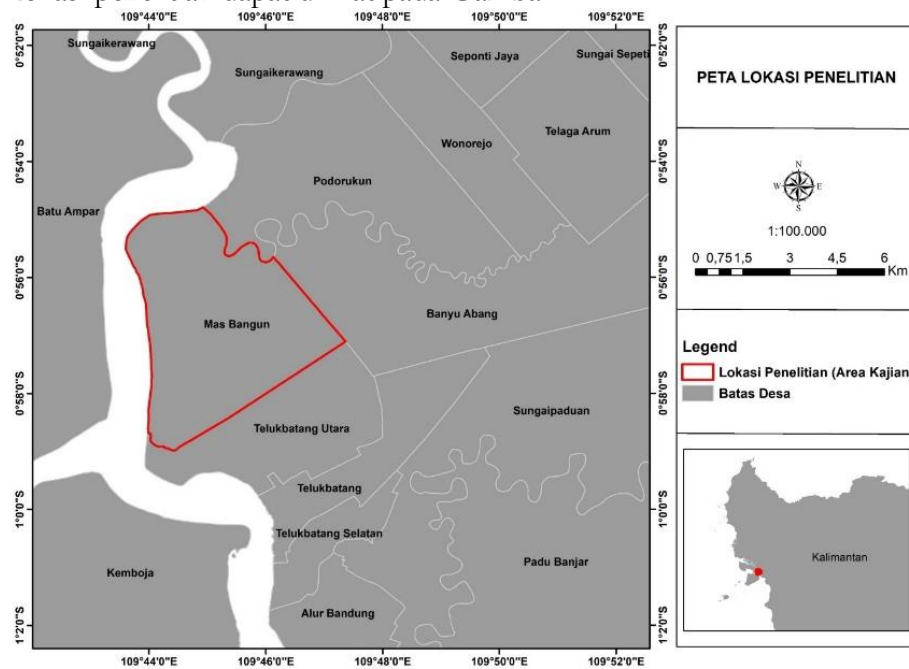 109°44'0"E 109°46'0"E 109°48'0"E 109°50'0"E 109°52'0"E
0°52'0"S 0°54'0"S 0°56'0"S 0°58'0"S 1°0'0"S 1°2'0"S
Sungaikerawang
Sungaikerawang
Seponti Jaya
Wonorejo
Telaga Arum
Podorukun
Batu Ampar
Banyu Abang
Mas Bangun
Sungaipaduan
Telukbatang Utara
Telukbatang
Telukbatang Selatan
Padu Banjar
Kemboja
Alur Bandung
0°52'0"S 0°54'0"S 0°56'0"S 0°58'0"S 1°0'0"S 1°2'0"S
109°44'0"E 109°46'0"E 109°48'0"E 109°50'0"E 109°52'0"E
PETA LOKASI PENELITIAN
N
W E
S
1:100.000
0 0,75 1,5 3 4,5 6
Km
Legend
Lokasi Penelitian (Area Kajian
Batas Desa
Kalimantan